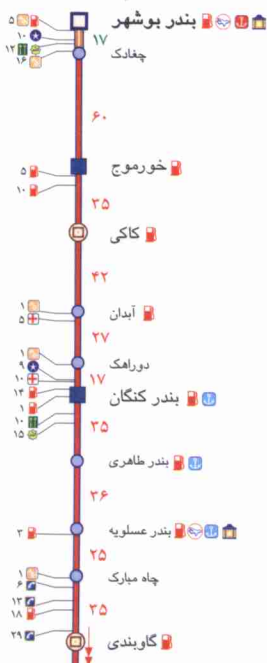 ۵
بندر بوشهر
۱۰
۱۷
۱۲
چغادک
۱۶
۶۰
۵
خورموج
۱۰
۳۵
کاکی
۴۲
۱
آبدان
۵
۲۷
۱
دوراهک
۹
۱۰
۱۷
۱۴
بندر کنگان
۱
۱۰
۳۵
۱۵
بندر طاهری
۳۶
۳
بندر عسلویه
۲۵
۱
چاه مبارک
۶
۱۳
۱۸
۳۵
۲۹
گاوبندی